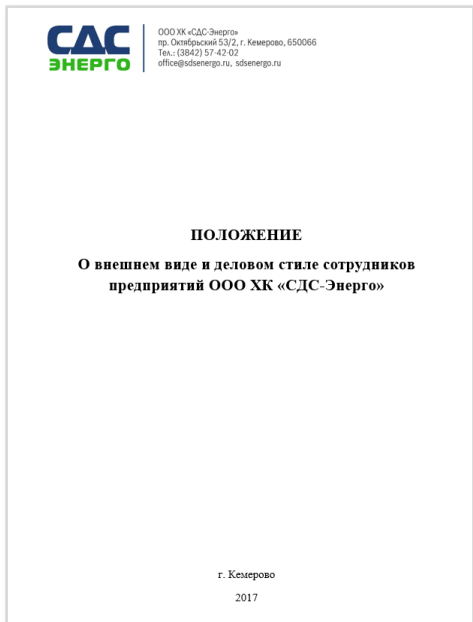 СДС
ЭНЕРГО
ООО ХК «СДС-Энерго»
пр. Октябрьский 53/2, г. Кемерово, 650066
Тел.: (3842) 57-42-02
office@sdsenergo.ru, sdsenergo.ru
ПОЛОЖЕНИЕ
О внешнем виде и деловом стиле сотрудников
предприятий ООО ХК «СДС-Энерго»
г. Кемерово
2017